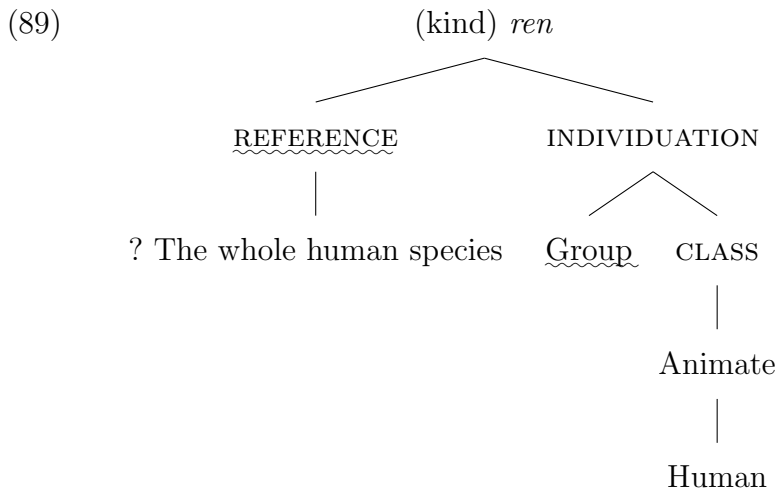 (89) (kind) ren
REFERENCE INDIVIDUATION
? The whole human species Group CLASS
Animate
Human